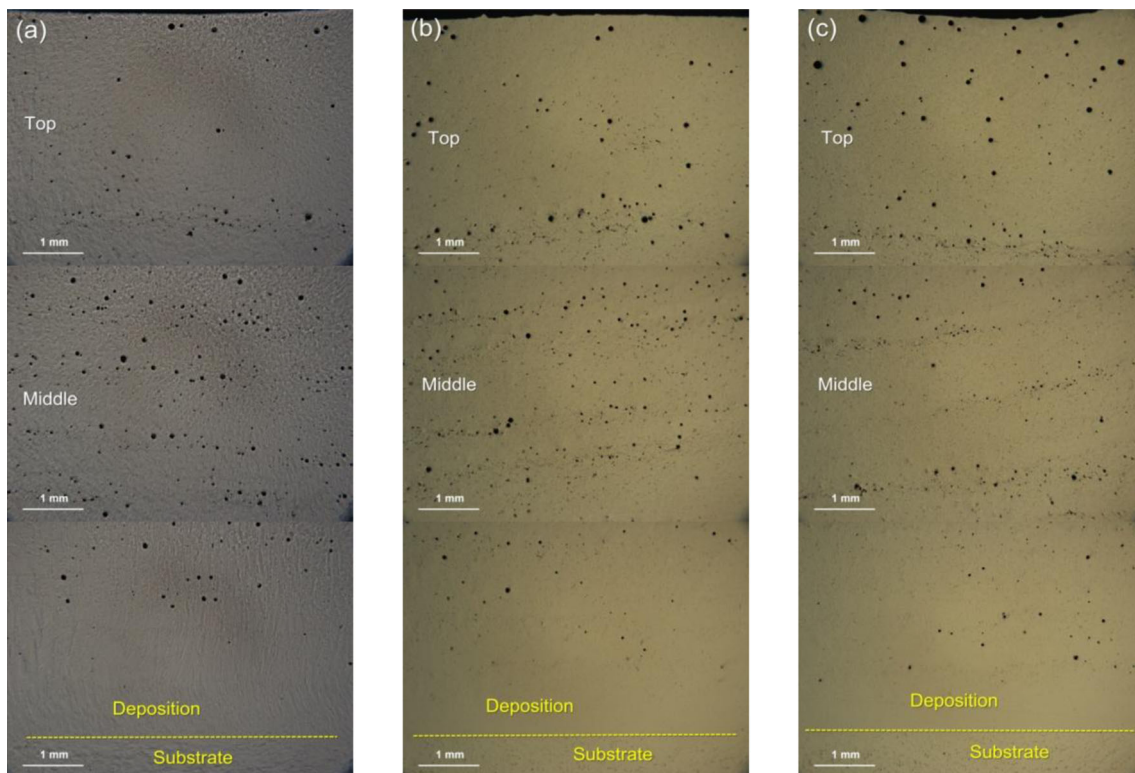 (a)
Top
1 mm
Middle
1 mm
Deposition
Substrate
1 mm
(b)
Top
1 mm
Middle
1 mm
Deposition
Substrate
1 mm
(c)
Top
1 mm
Middle
1 mm
Deposition
Substrate
1 mm